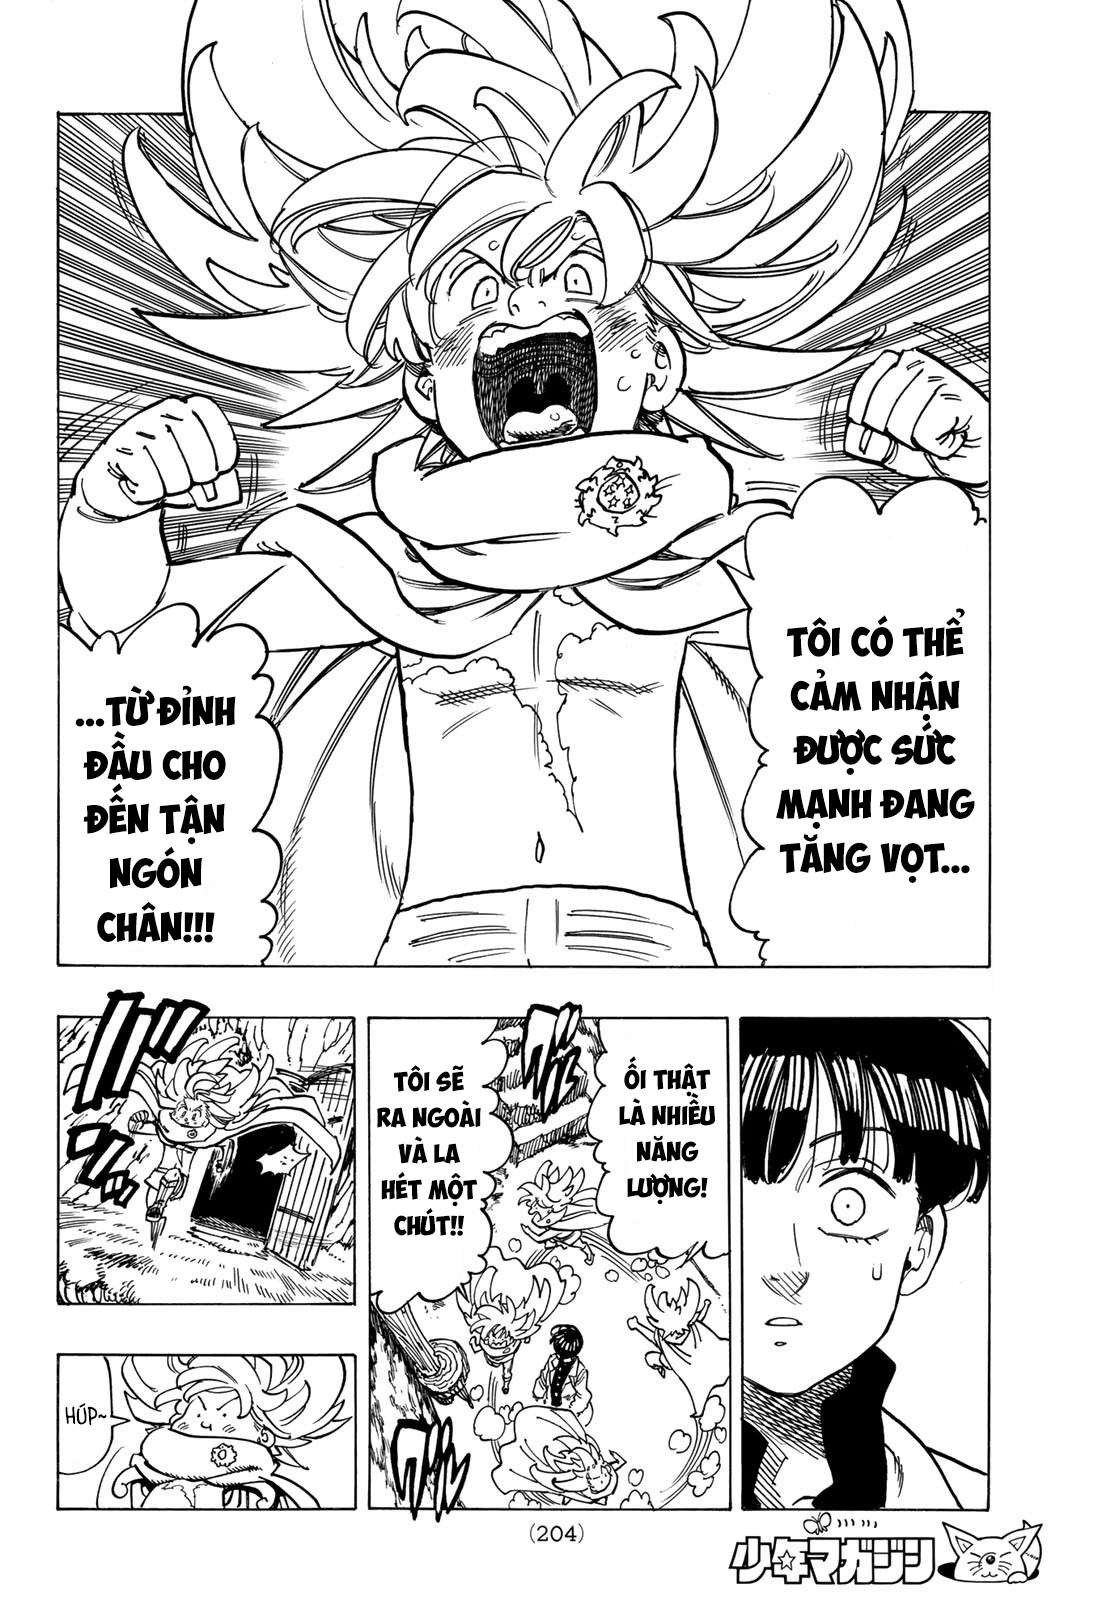 TÔI CÓ THỂ
CẢM NHẬN
ĐƯỢC SỨC
MẠNH ĐANG
TĂNG VỌT...
...TỪ ĐỈNH
ĐẦU CHO
ĐẾN TẬN
NGÓN
CHÂN!!!
ỐI THẬT
LÀ NHIỀU
NĂNG
LƯỢNG!
TÔI SẼ
RA NGOÀI
VÀ LA
HÉT MỘT
CHÚT!!
HÚP~
(204)
少年マガジン